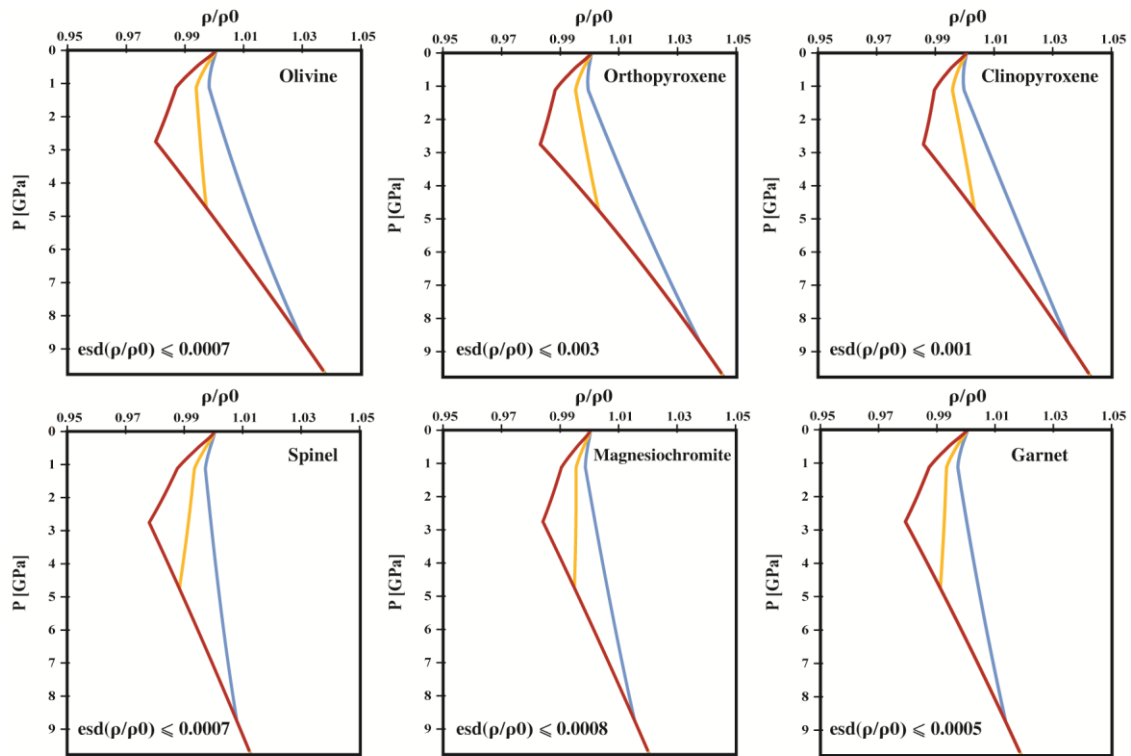 ρ/ρ0
0.95 0.97 0.99 1.01 1.03 1.05
P [GPa]
0
1
2
3
4
5
6
7
8
9
Olivine
esd(ρ/ρ0) ⩽ 0.0007
ρ/ρ0
0.95 0.97 0.99 1.01 1.03 1.05
P [GPa]
0
1
2
3
4
5
6
7
8
9
Orthopyroxene
esd(ρ/ρ0) ⩽ 0.003
ρ/ρ0
0.95 0.97 0.99 1.01 1.03 1.05
P [GPa]
0
1
2
3
4
5
6
7
8
9
Clinopyroxene
esd(ρ/ρ0) ⩽ 0.001
ρ/ρ0
0.95 0.97 0.99 1.01 1.03 1.05
P [GPa]
0
1
2
3
4
5
6
7
8
9
Spinel
esd(ρ/ρ0) ⩽ 0.0007
ρ/ρ0
0.95 0.97 0.99 1.01 1.03 1.05
P [GPa]
0
1
2
3
4
5
6
7
8
9
Magnesiochromite
esd(ρ/ρ0) ⩽ 0.0008
ρ/ρ0
0.95 0.97 0.99 1.01 1.03 1.05
P [GPa]
0
1
2
3
4
5
6
7
8
9
Garnet
esd(ρ/ρ0) ⩽ 0.0005